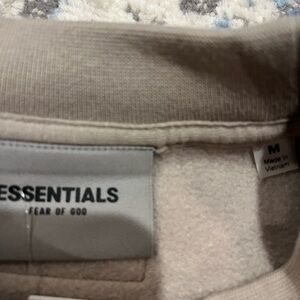 ESSENTIALS
FEAR OF GOD
M
Made in
Vietnam